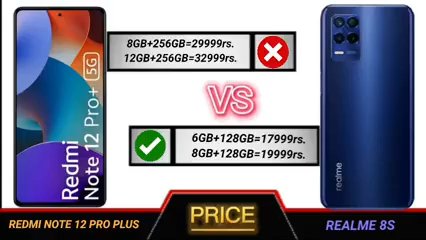 8GB+256GB=29999rs.
12GB+256GB=32999rs.
VS
6GB+128GB=17999rs.
8GB+128GB=19999rs.
Redmi
Note 12 Pro+ 5G
realme
REDMI NOTE 12 PRO PLUS
PRICE
REALME 8S